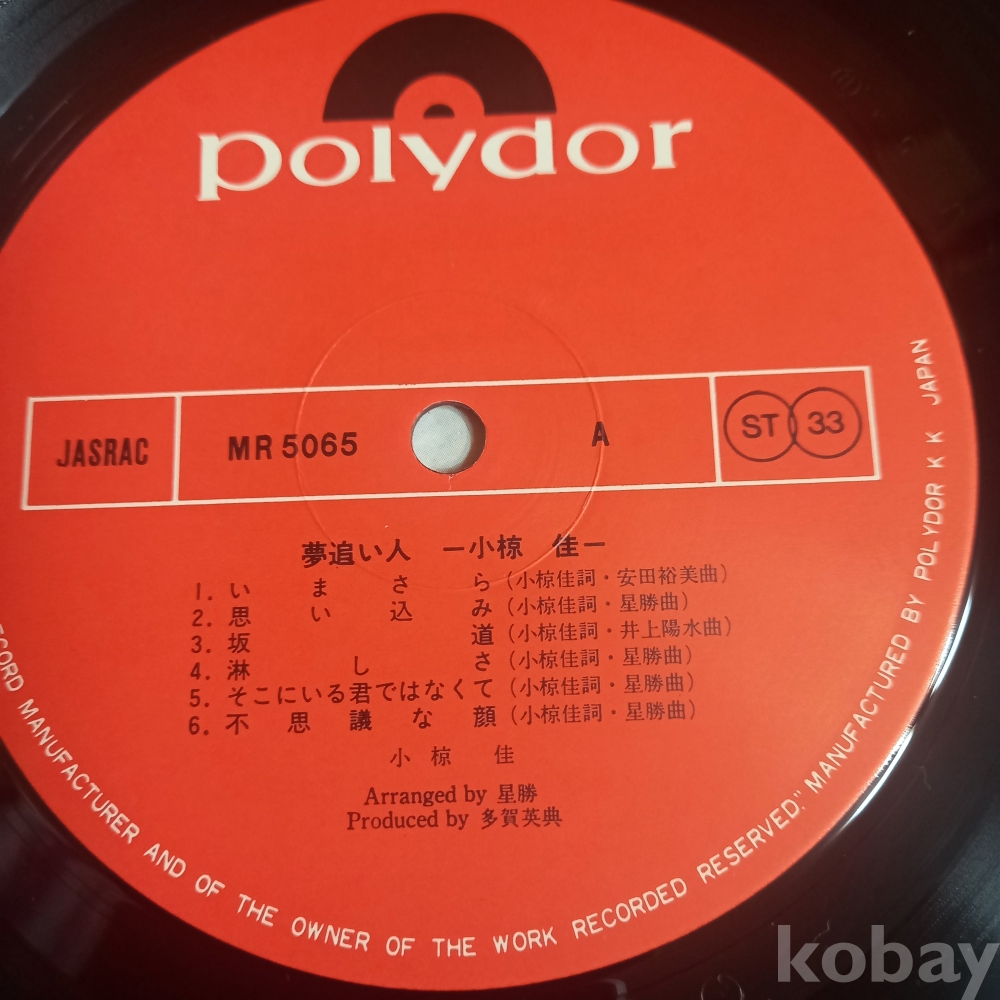 polydor
JASRAC
MR 5065
A
ST 33
夢追い人 ー小椋 佳ー
1. いまさら (小椋佳詞・安田裕美曲)
2. 思い込み (小椋佳詞・星勝曲)
3. 坂道 (小椋佳詞・井上陽水曲)
4. 淋しさ (小椋佳詞・星勝曲)
5. そこにいる君ではなくて (小椋佳詞・星勝曲)
6. 不思議な顔 (小椋佳詞・星勝曲)
小椋 佳
Arranged by 星勝
Produced by 多賀英典
MANUFACTURER AND OF THE OWNER OF THE WORK RECORDED RESERVED." MANUFACTURED BY POLYDOR K K JAPAN
kobay